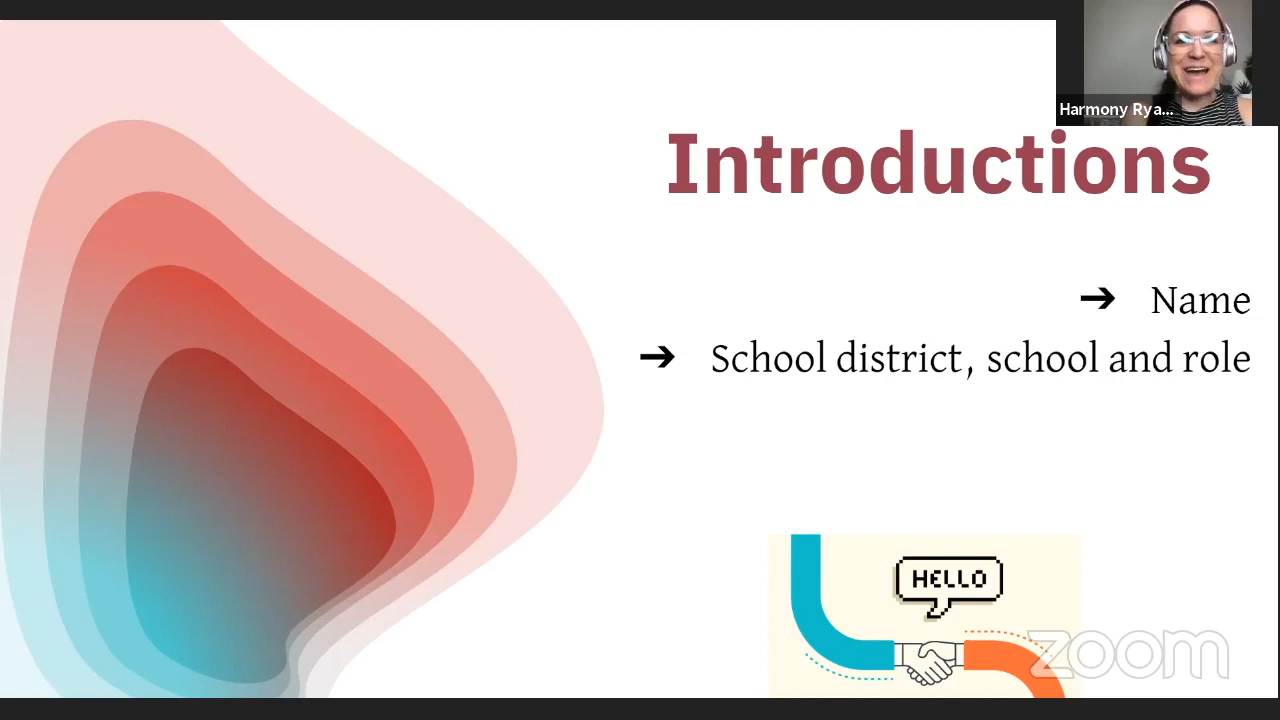 Harmony Rya...
Introductions
➔ Name
➔ School district, school and role
HELLO
zoom